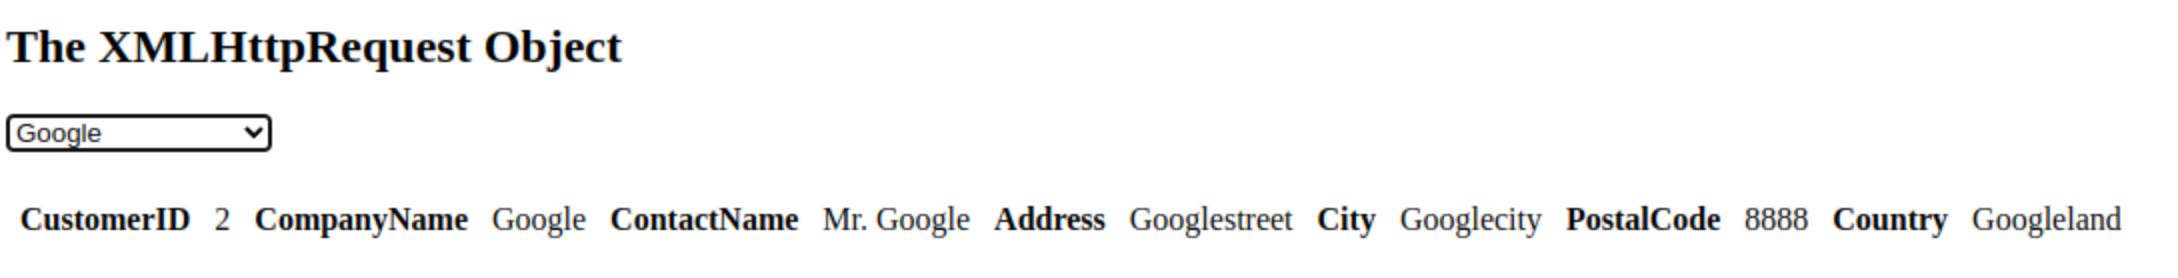 The XMLHttpRequest Object
Google
CustomerID 2 CompanyName Google ContactName Mr. Google Address Googlestreet City Googlecity PostalCode 8888 Country Googleland